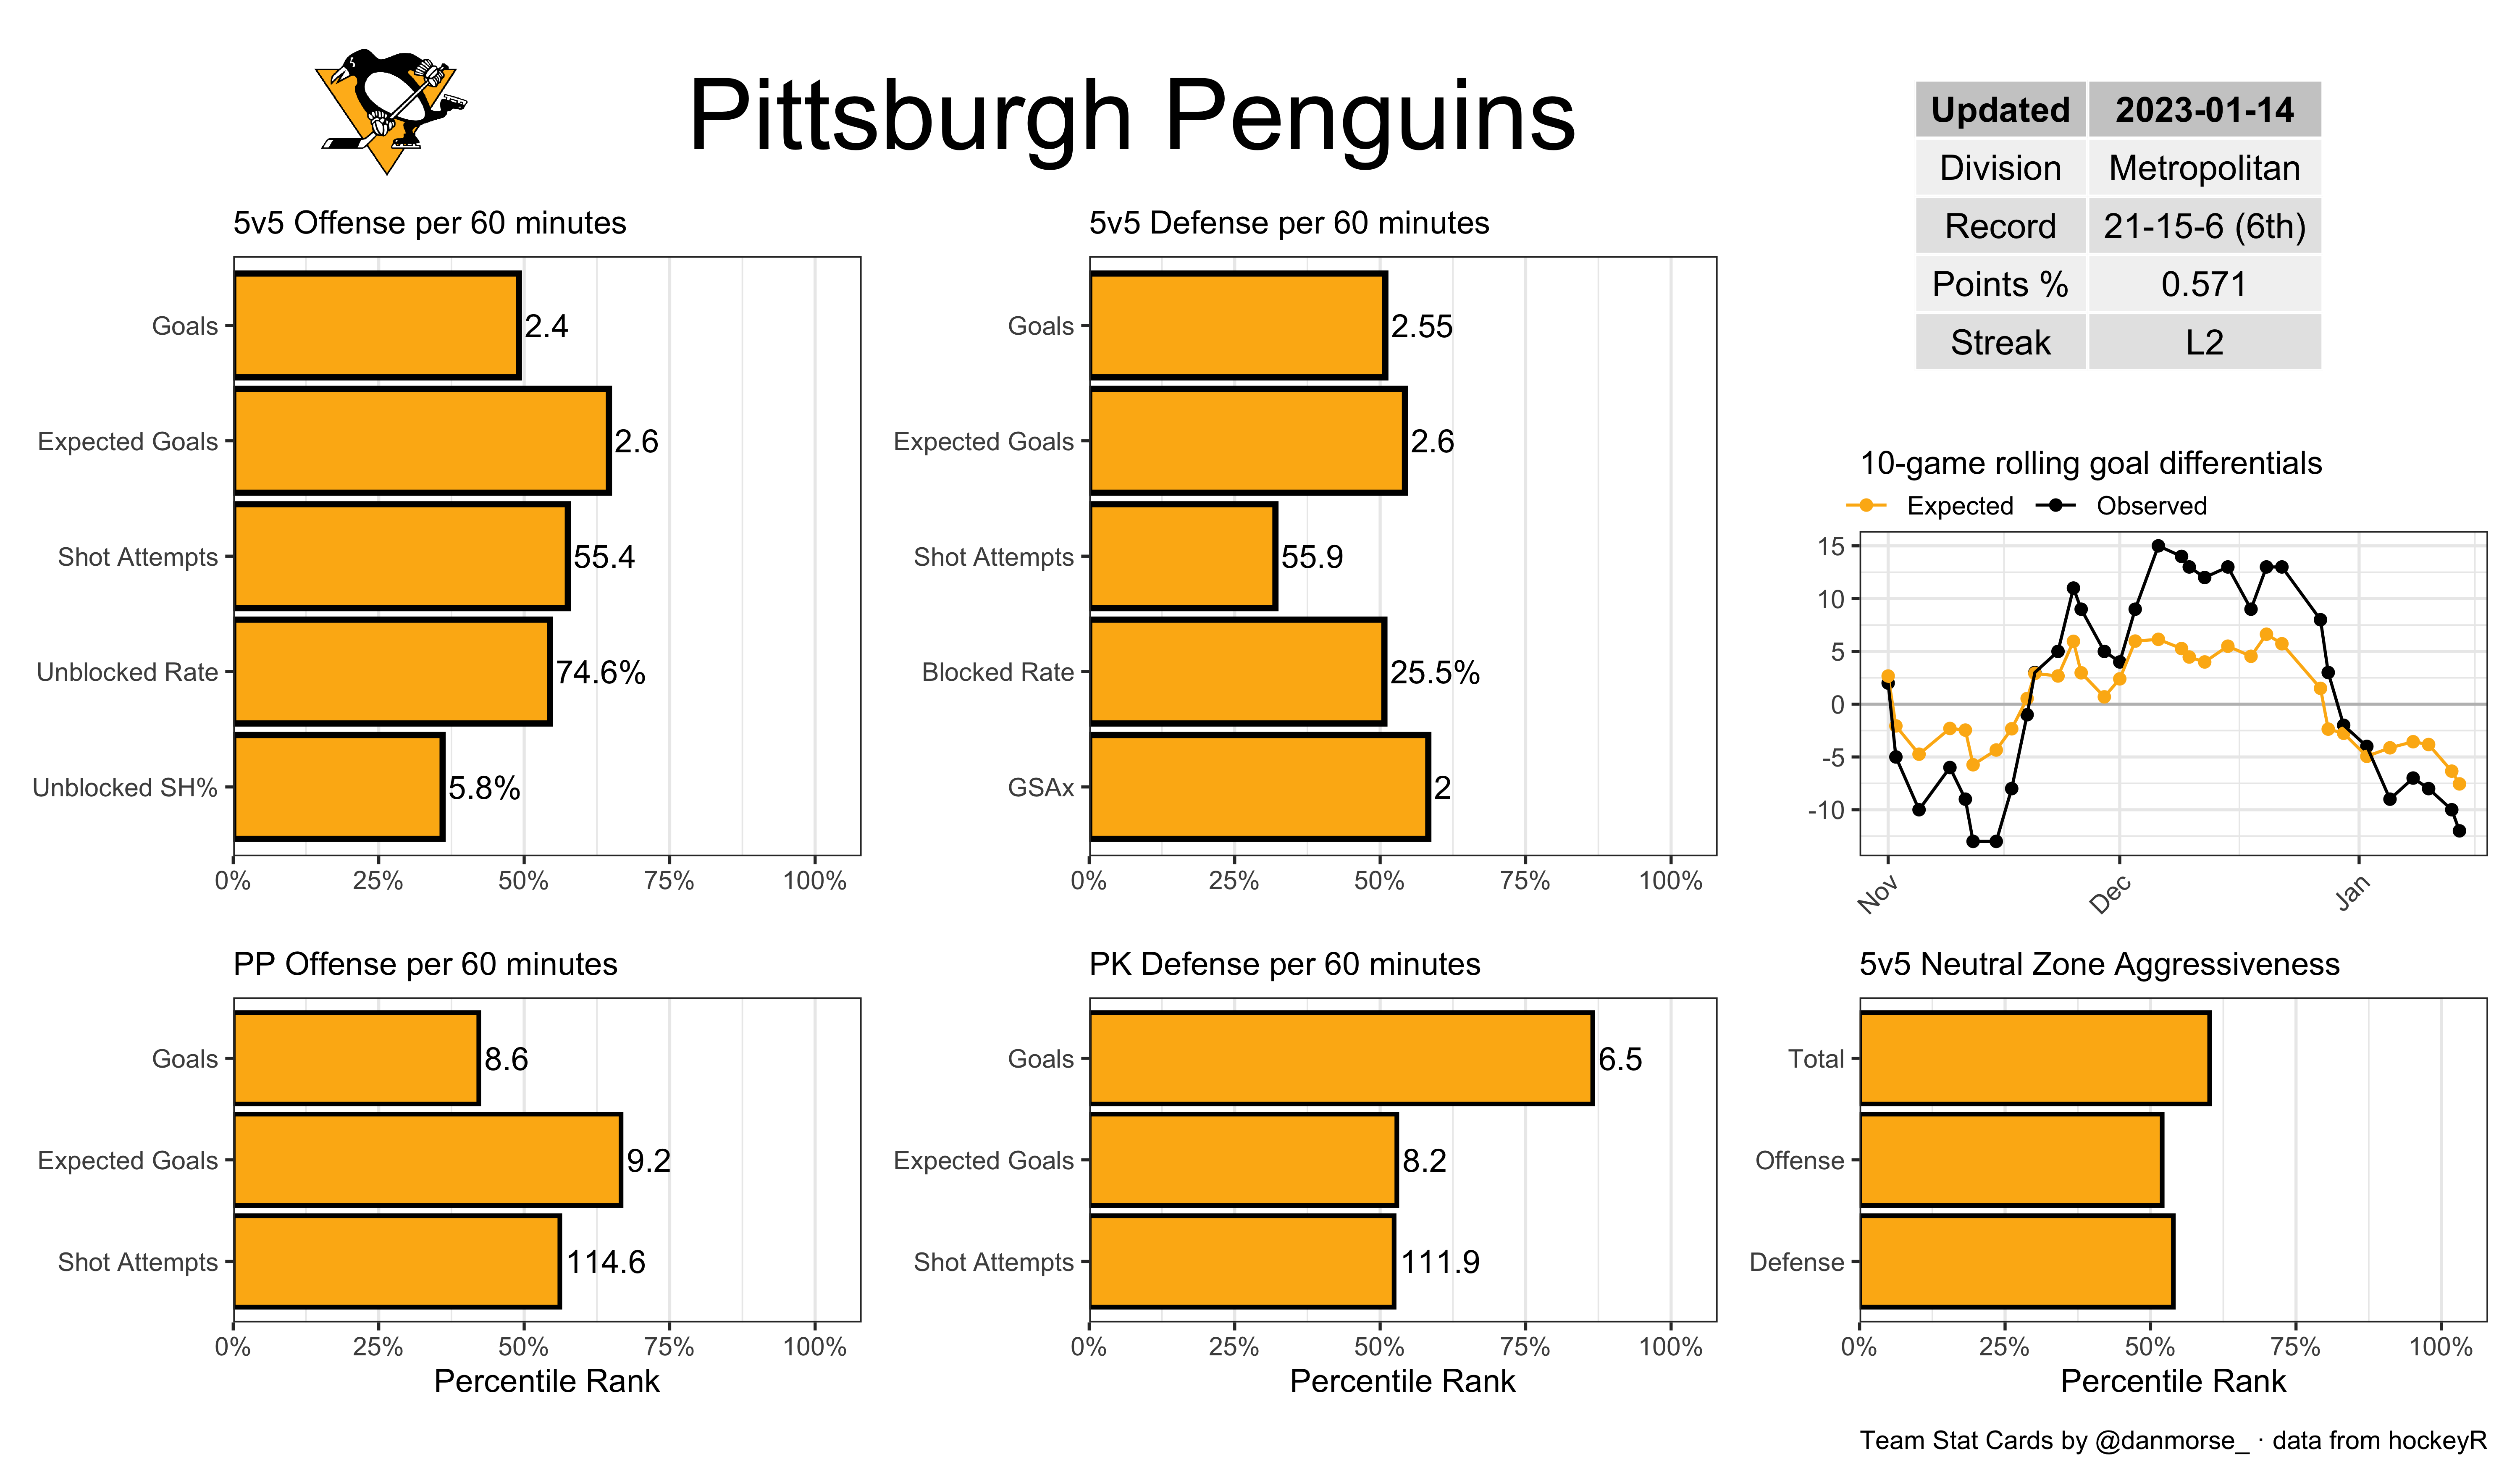 Pittsburgh Penguins
Updated 2023-01-14
Division Metropolitan
Record 21-15-6 (6th)
Points % 0.571
Streak L2
5v5 Offense per 60 minutes
Goals 2.4
Expected Goals 2.6
Shot Attempts 55.4
Unblocked Rate 74.6%
Unblocked SH% 5.8%
0% 25% 50% 75% 100%
5v5 Defense per 60 minutes
Goals 2.55
Expected Goals 2.6
Shot Attempts 55.9
Blocked Rate 25.5%
GSAx 2
0% 25% 50% 75% 100%
10-game rolling goal differentials
Expected Observed
15
10
5
0
-5
-10
Nov Dec Jan
PP Offense per 60 minutes
Goals 8.6
Expected Goals 9.2
Shot Attempts 114.6
0% 25% 50% 75% 100%
Percentile Rank
PK Defense per 60 minutes
Goals 6.5
Expected Goals 8.2
Shot Attempts 111.9
0% 25% 50% 75% 100%
Percentile Rank
5v5 Neutral Zone Aggressiveness
Total
Offense
Defense
0% 25% 50% 75% 100%
Percentile Rank
Team Stat Cards by @danmorse_ · data from hockeyR